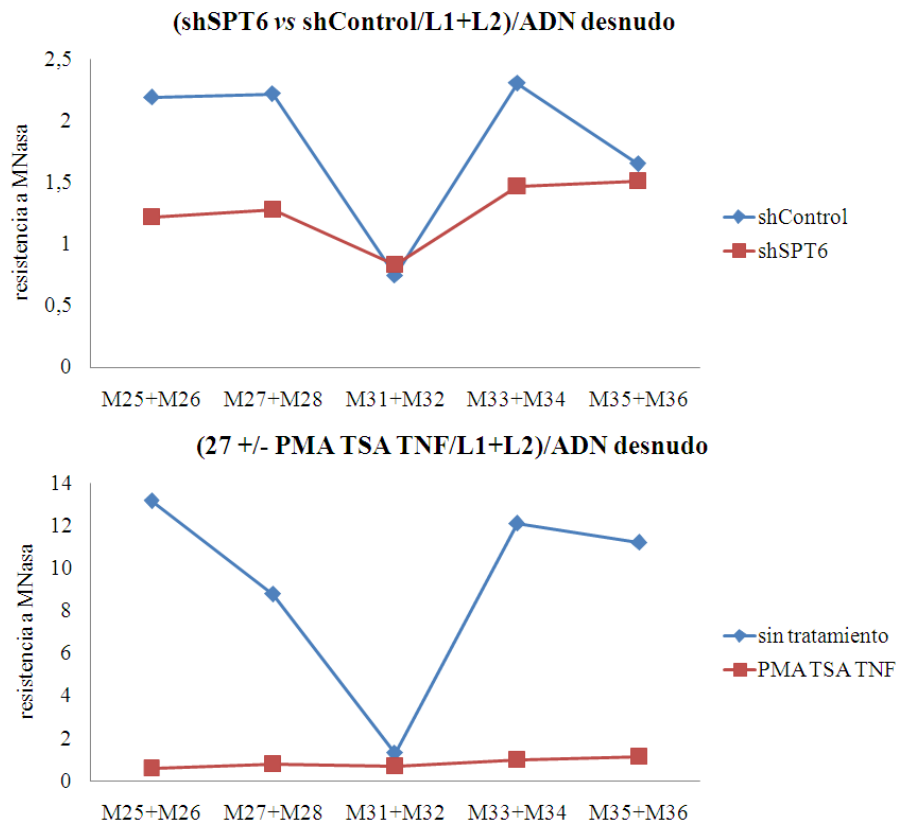 (shSPT6 vs shControl/L1+L2)/ADN desnudo
2,5
2
1,5
1
0,5
0
resistencia a MNasa
M25+M26 M27+M28 M31+M32 M33+M34 M35+M36
shControl
shSPT6
(27 +/- PMA TSA TNF/L1+L2)/ADN desnudo
14
12
10
8
6
4
2
0
resistencia a MNasa
M25+M26 M27+M28 M31+M32 M33+M34 M35+M36
sin tratamiento
PMA TSA TNF